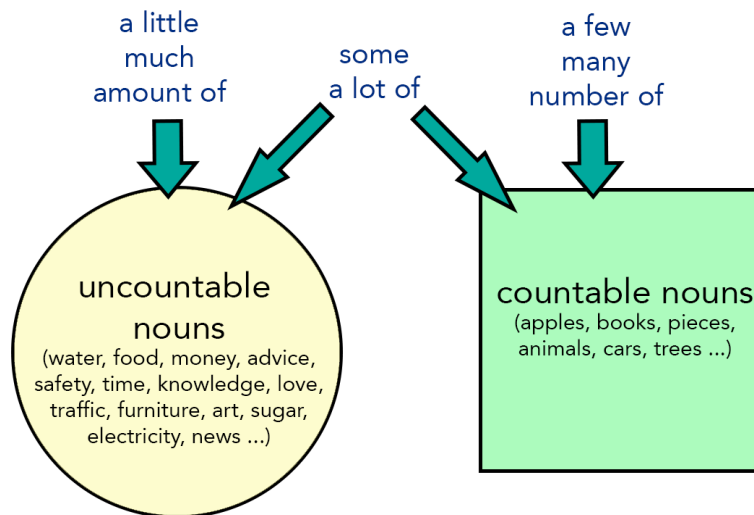 a little
much
amount of
some
a lot of
a few
many
number of
uncountable
nouns
(water, food, money, advice,
safety, time, knowledge, love,
traffic, furniture, art, sugar,
electricity, news ...)
countable nouns
(apples, books, pieces,
animals, cars, trees ...)